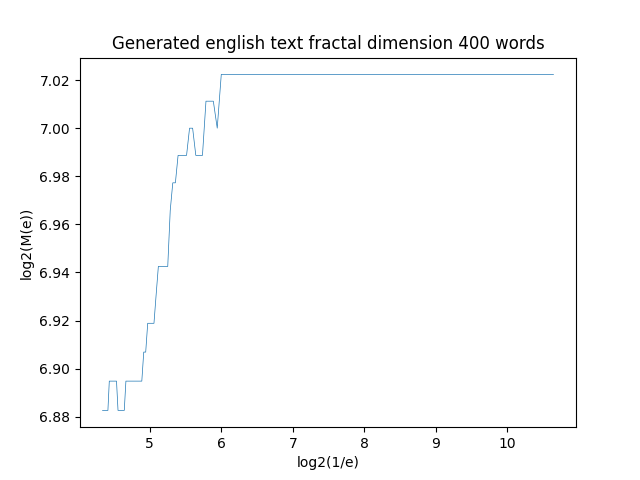 Generated english text fractal dimension 400 words
7.02
7.00
6.98
6.96
6.94
6.92
6.90
6.88
log2(M(e))
5 6 7 8 9 10
log2(1/e)